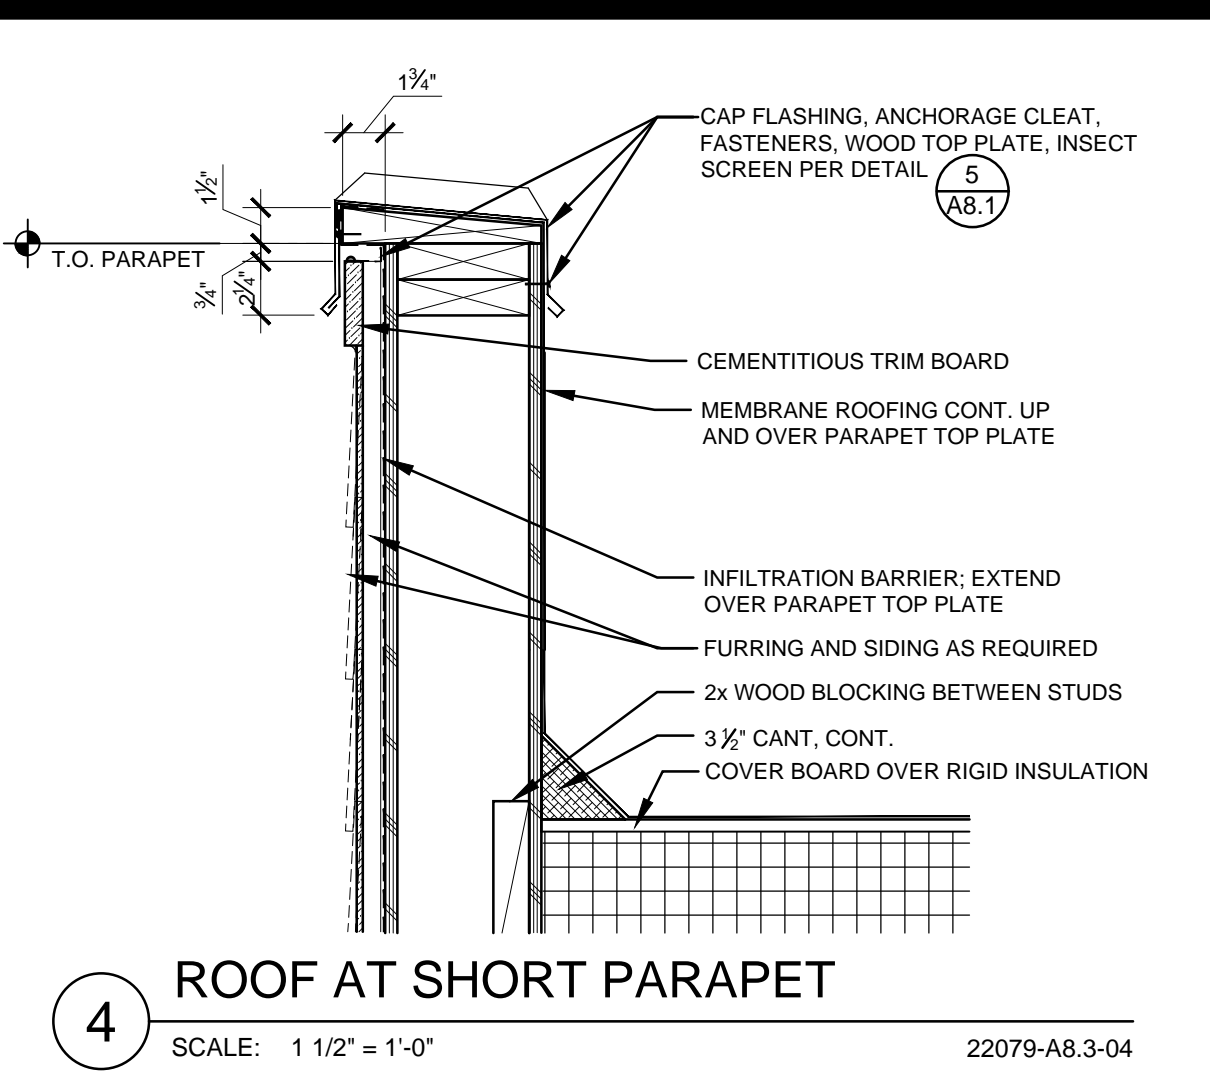 1¾"
CAP FLASHING, ANCHORAGE CLEAT,
FASTENERS, WOOD TOP PLATE, INSECT
SCREEN PER DETAIL
5
A8.1
1½"
T.O. PARAPET
¾"
2¼"
CEMENTITIOUS TRIM BOARD
MEMBRANE ROOFING CONT. UP
AND OVER PARAPET TOP PLATE
INFILTRATION BARRIER; EXTEND
OVER PARAPET TOP PLATE
FURRING AND SIDING AS REQUIRED
2x WOOD BLOCKING BETWEEN STUDS
3 ½" CANT, CONT.
COVER BOARD OVER RIGID INSULATION
4
ROOF AT SHORT PARAPET
SCALE: 1 1/2" = 1'-0"
22079-A8.3-04